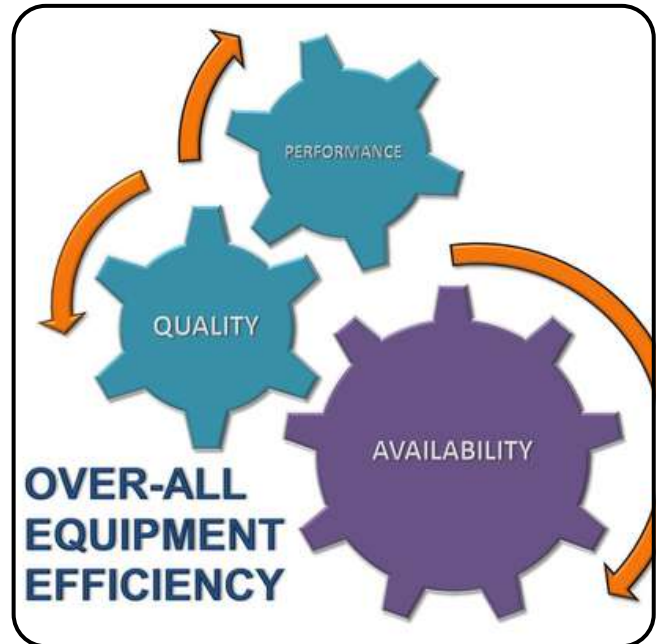 PERFORMANCE
QUALITY
AVAILABILITY
OVER-ALL
EQUIPMENT
EFFICIENCY